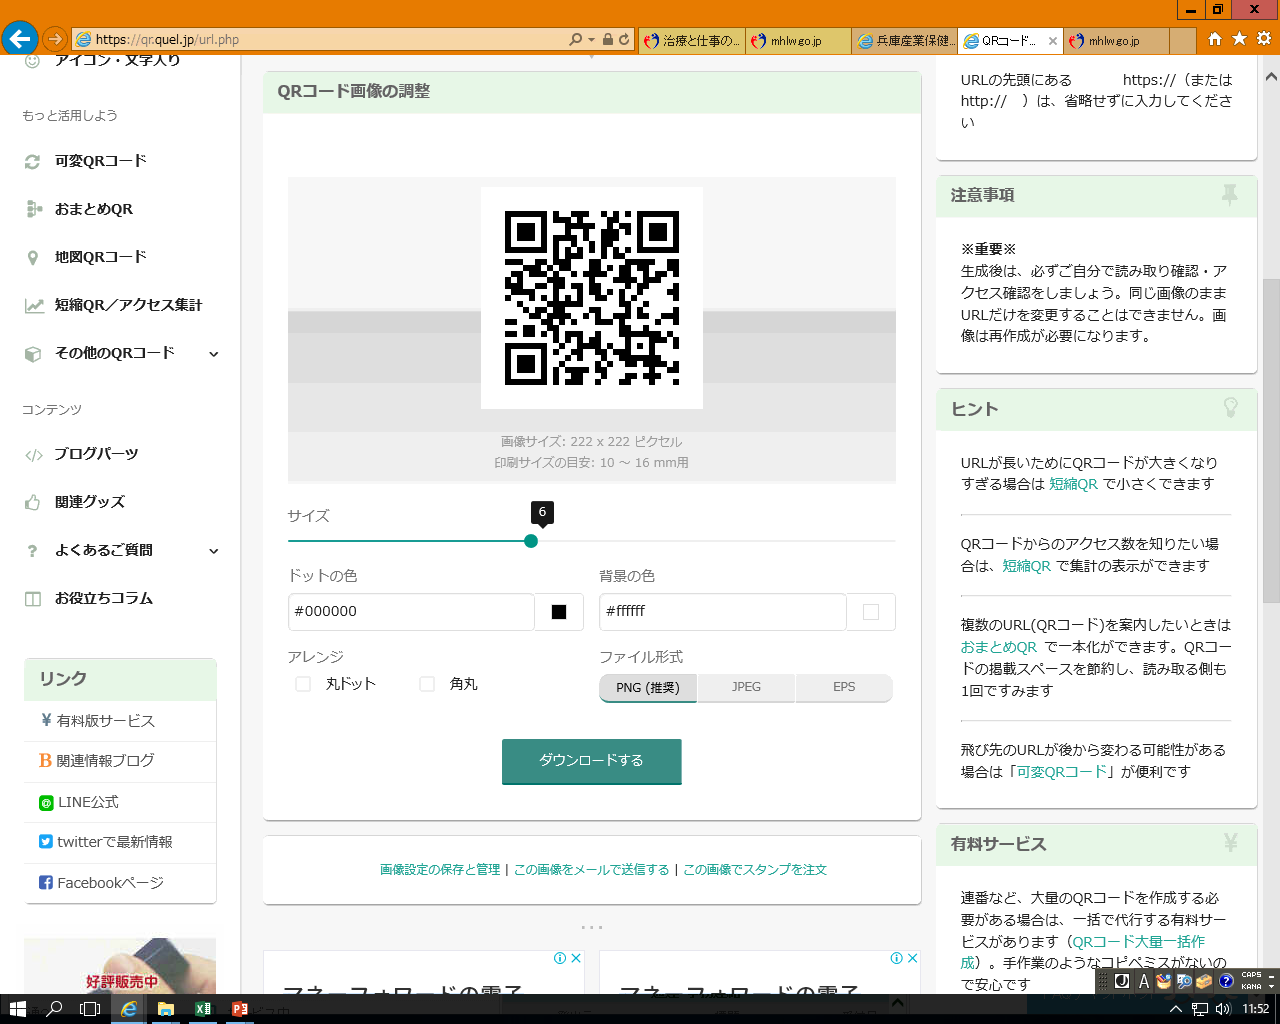 https://qr.quel.jp/url.php
治療と仕事の...
mhlw.go.jp
兵庫産業保健...
QRコード...
mhlw.go.jp
アイコン・文字入り
もっと活用しよう
可変QRコード
おまとめQR
地図QRコード
短縮QR／アクセス集計
その他のQRコード
コンテンツ
ブログパーツ
関連グッズ
よくあるご質問
お役立ちコラム
リンク
有料版サービス
関連情報ブログ
LINE公式
twitterで最新情報
Facebookページ
好評販売中
QRコード画像の調整
画像サイズ: 222 x 222 ピクセル
印刷サイズの目安: 10 ～ 16 mm用
サイズ
6
ドットの色
背景の色
#000000
#ffffff
アレンジ
ファイル形式
丸ドット
角丸
PNG (推奨)
JPEG
EPS
ダウンロードする
画像設定の保存と管理 | この画像をメールで送信する | この画像でスタンプを注文
マネーフォワードの電子
マネーフォワードの電子
URLの先頭にある https://（または
http:// ）は、省略せずに入力してくださ
い
注意事項
※重要※
生成後は、必ずご自分で読み取り確認・ア
クセス確認をしましょう。同じ画像のまま
URLだけを変更することはできません。画
像は再作成が必要になります。
ヒント
URLが長いためにQRコードが大きくなり
すぎる場合は 短縮QR で小さくできます
QRコードからのアクセス数を知りたい場
合は、短縮QR で集計の表示ができます
複数のURL(QRコード)を案内したいときは
おまとめQR で一本化ができます。QRコー
ドの掲載スペースを節約し、読み取る側も
1回ですみます
飛び先のURLが後から変わる可能性がある
場合は「可変QRコード」が便利です
有料サービス
連番など、大量のQRコードを作成する必
要がある場合は、一括で代行する有料サー
ビスがあります（QRコード大量一括作
成）。手作業のようなコピペミスがないの
で安心です
A
CAPS
KANA
11:52